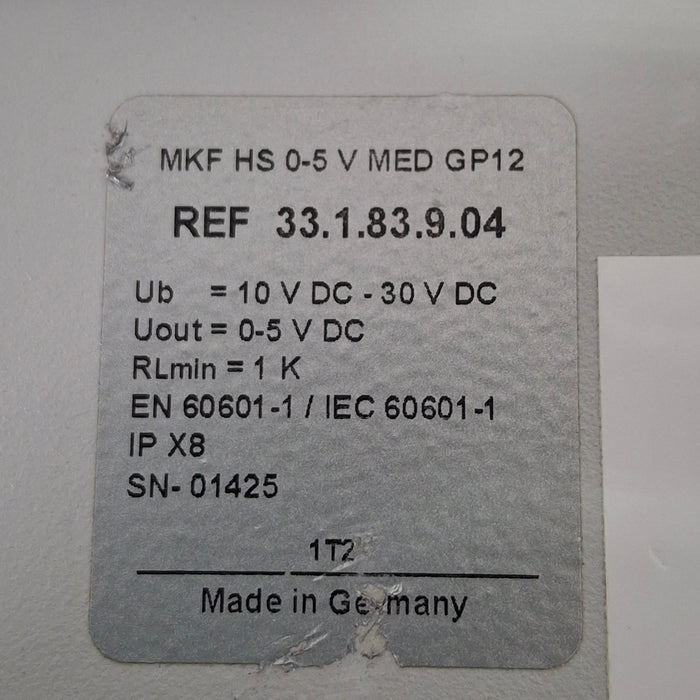 MKF HS 0-5 V MED GP12
REF 33.1.83.9.04
Ub = 10 V DC - 30 V DC
Uout = 0-5 V DC
RLmin = 1 K
EN 60601-1 / IEC 60601-1
IP X8
SN- 01425
1T2
Made in Germany